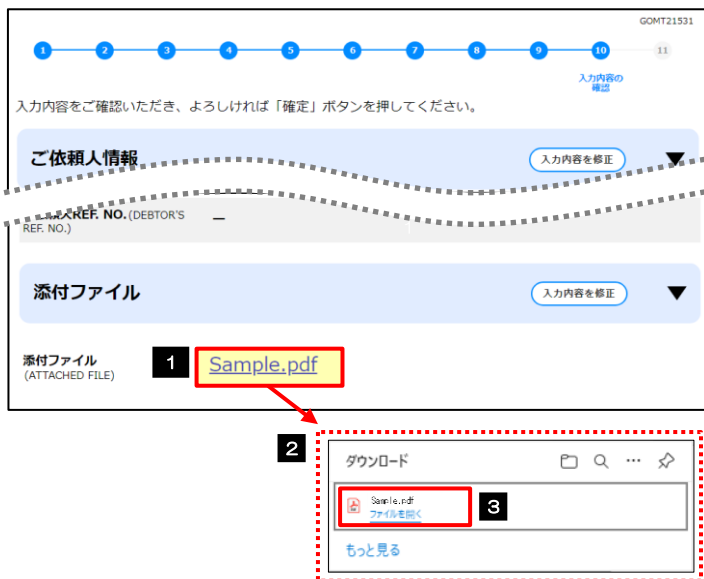 GOMT21531
1 2 3 4 5 6 7 8 9 10 11
入力内容の
確認
入力内容をご確認いただき、よろしければ「確定」ボタンを押してください。
ご依頼人情報 入力内容を修正 ▼
REF. NO.(DEBTOR'S
REF. NO.) ―
添付ファイル 入力内容を修正 ▼
添付ファイル
(ATTACHED FILE) 1 Sample.pdf
2
ダウンロード
Sample.pdf
ファイルを開く 3
もっと見る